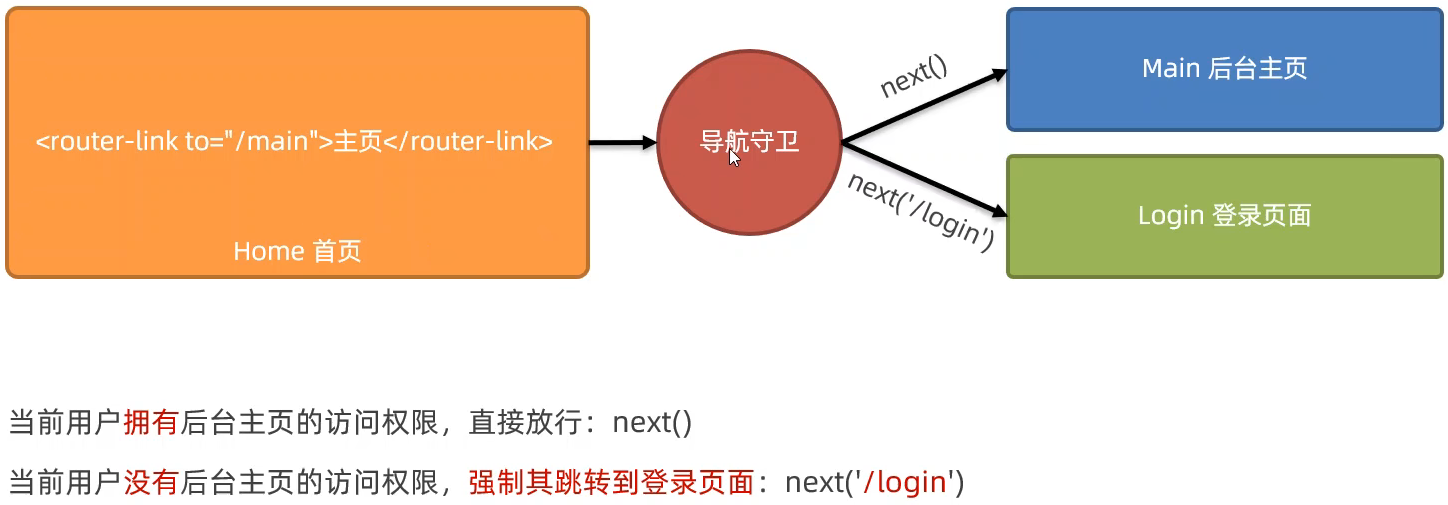 <router-link to="/main">主页</router-link>
Home 首页
导航守卫
next()
next('/login')
Main 后台主页
Login 登录页面
当前用户拥有后台主页的访问权限，直接放行：next()
当前用户没有后台主页的访问权限，强制其跳转到登录页面：next('/login')